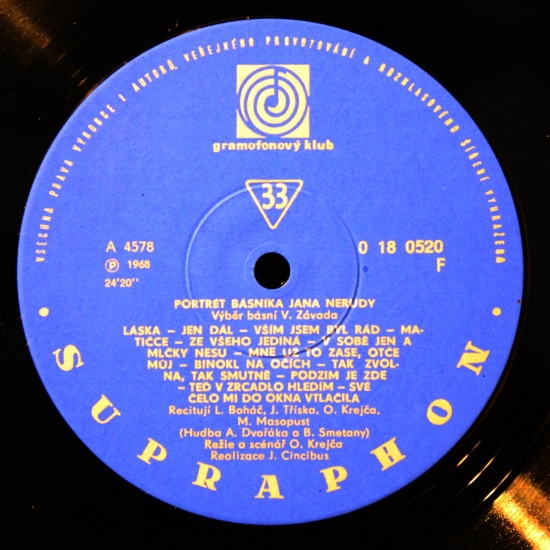 VŠECHNA PRÁVA VÝROBCE I AUTORŮ, VEŘEJNÉHO PROVOZOVÁNÍ A ROZHLASOVÉHO ŠÍŘENÍ VYHRAŽENA
gramofonový klub
33
A 4578
0 18 0520
F
Ⓟ 1968
24'20"
PORTRÉT BÁSNÍKA JANA NERUDY
Výběr básní V. Závada
LÁSKA – JEN DÁL – VŠÍM JSEM BYL RÁD – MA-
TIČCE – ZE VŠEHO JEDINÁ – V SOBĚ JEN A
MLČKY NESU – MNE UŽ TO ZASE, OTČE
MŮJ – BINOKL NA OČÍCH – TAK ZVOL-
NA, TAK SMUTNĚ – PODZIM JE ZDE
– TEĎ V ZRCADLO HLEDÍM – SVÉ
ČELO MI DO OKNA VTLAČILA
Recitují L. Boháč, J. Tříska, O. Krejča,
M. Masopust
(Hudba A. Dvořáka a B. Smetany)
Režie a scénář O. Krejča
Realizace J. Cincibus
• SUPRAPHON •